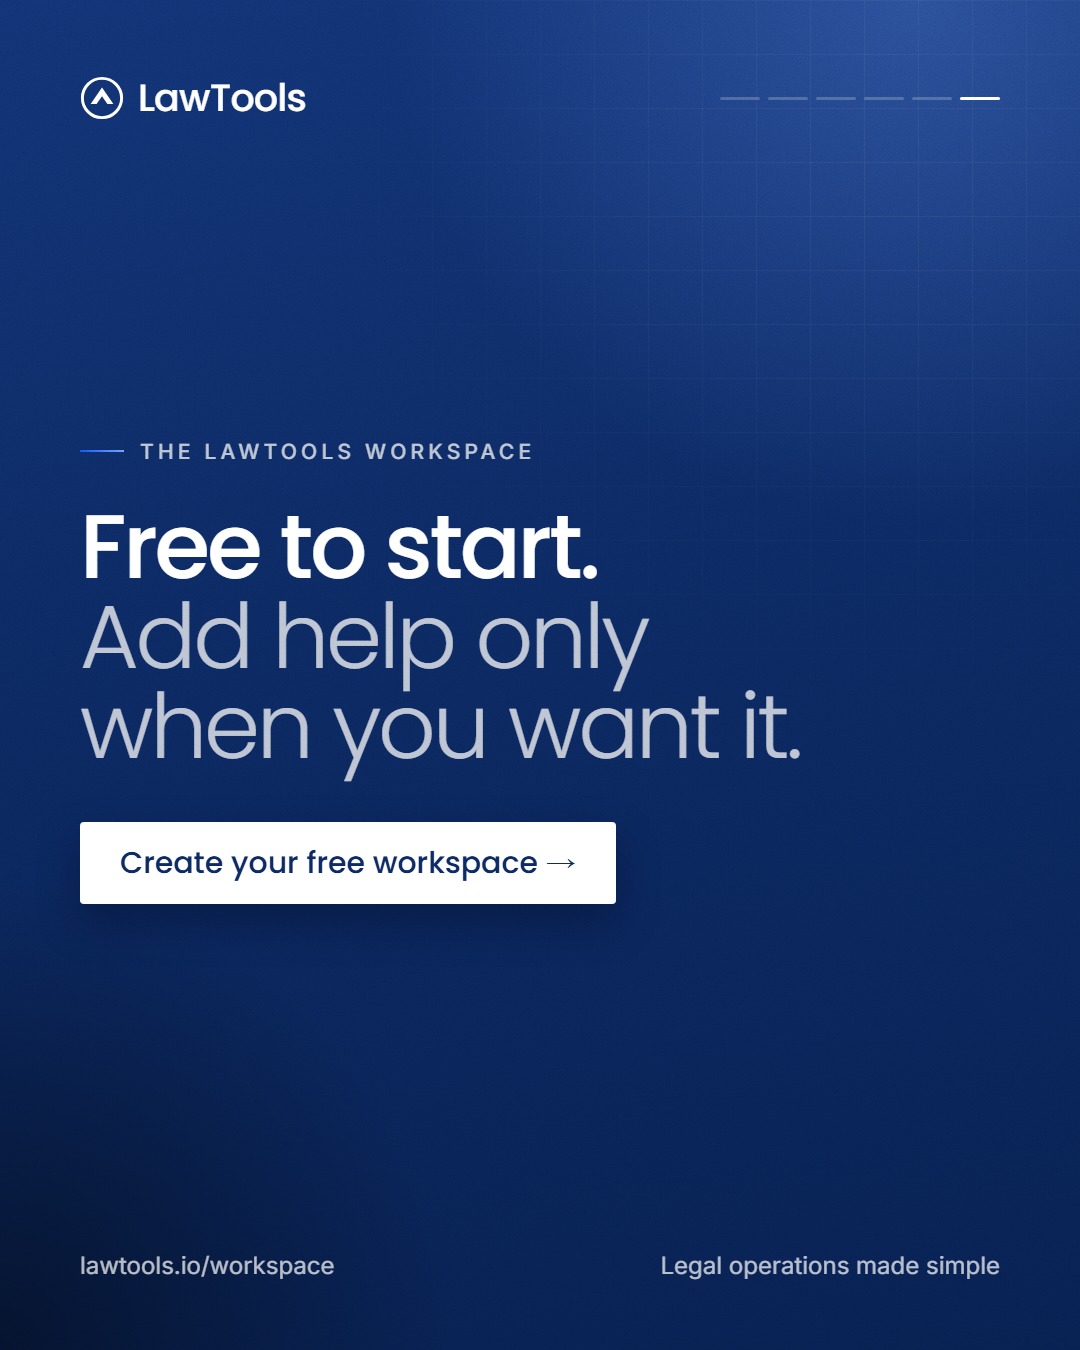 LawTools
THE LAWTOOLS WORKSPACE
Free to start.
Add help only
when you want it.
Create your free workspace →
lawtools.io/workspace
Legal operations made simple